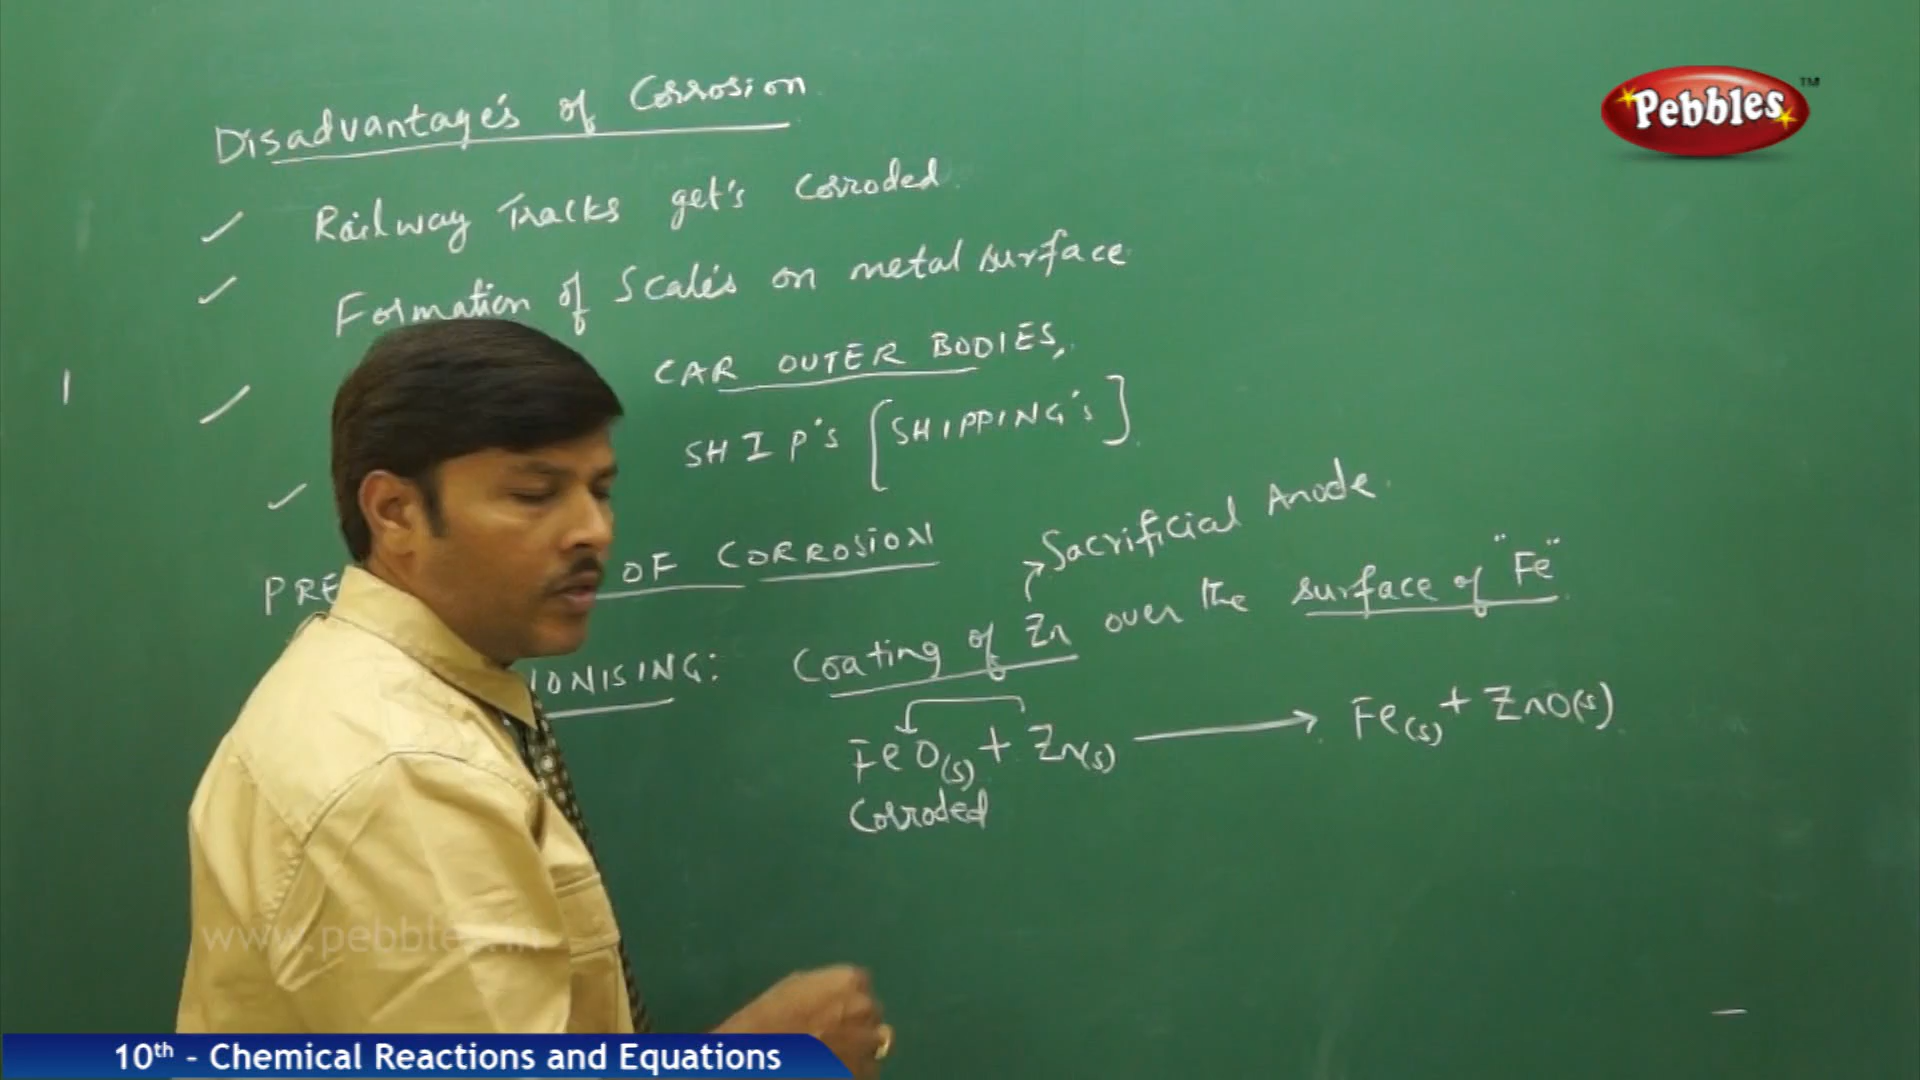 Pebbles™
Disadvantage's of Corrosion
Railway Tracks get's Corroded.
Formation of Scale's on metal surface
CAR OUTER BODIES,
SHIP's [SHIPPING's].
Sacrificial Anode.
PRE OF CORROSION
IONISING: Coating of Zn over the surface of "Fe"
FeO(s) + Zn(s) → Fe(s) + ZnO(s).
Corroded
www.pebbles.in
10th - Chemical Reactions and Equations